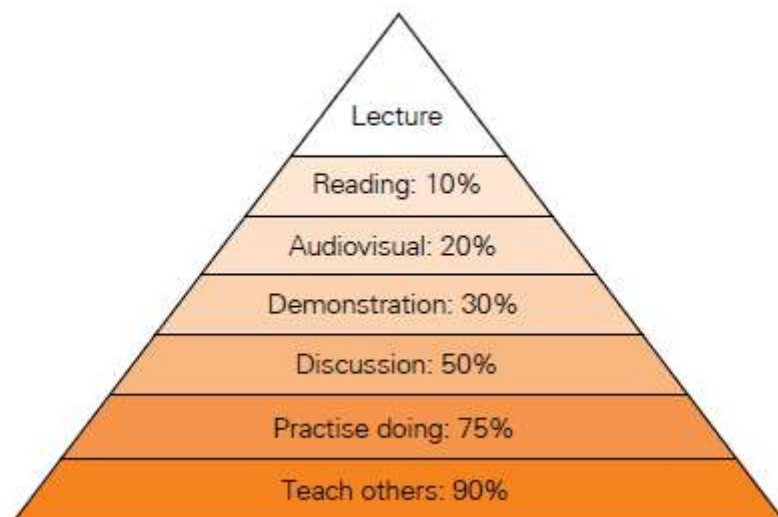 Lecture
Reading: 10%
Audiovisual: 20%
Demonstration: 30%
Discussion: 50%
Practise doing: 75%
Teach others: 90%